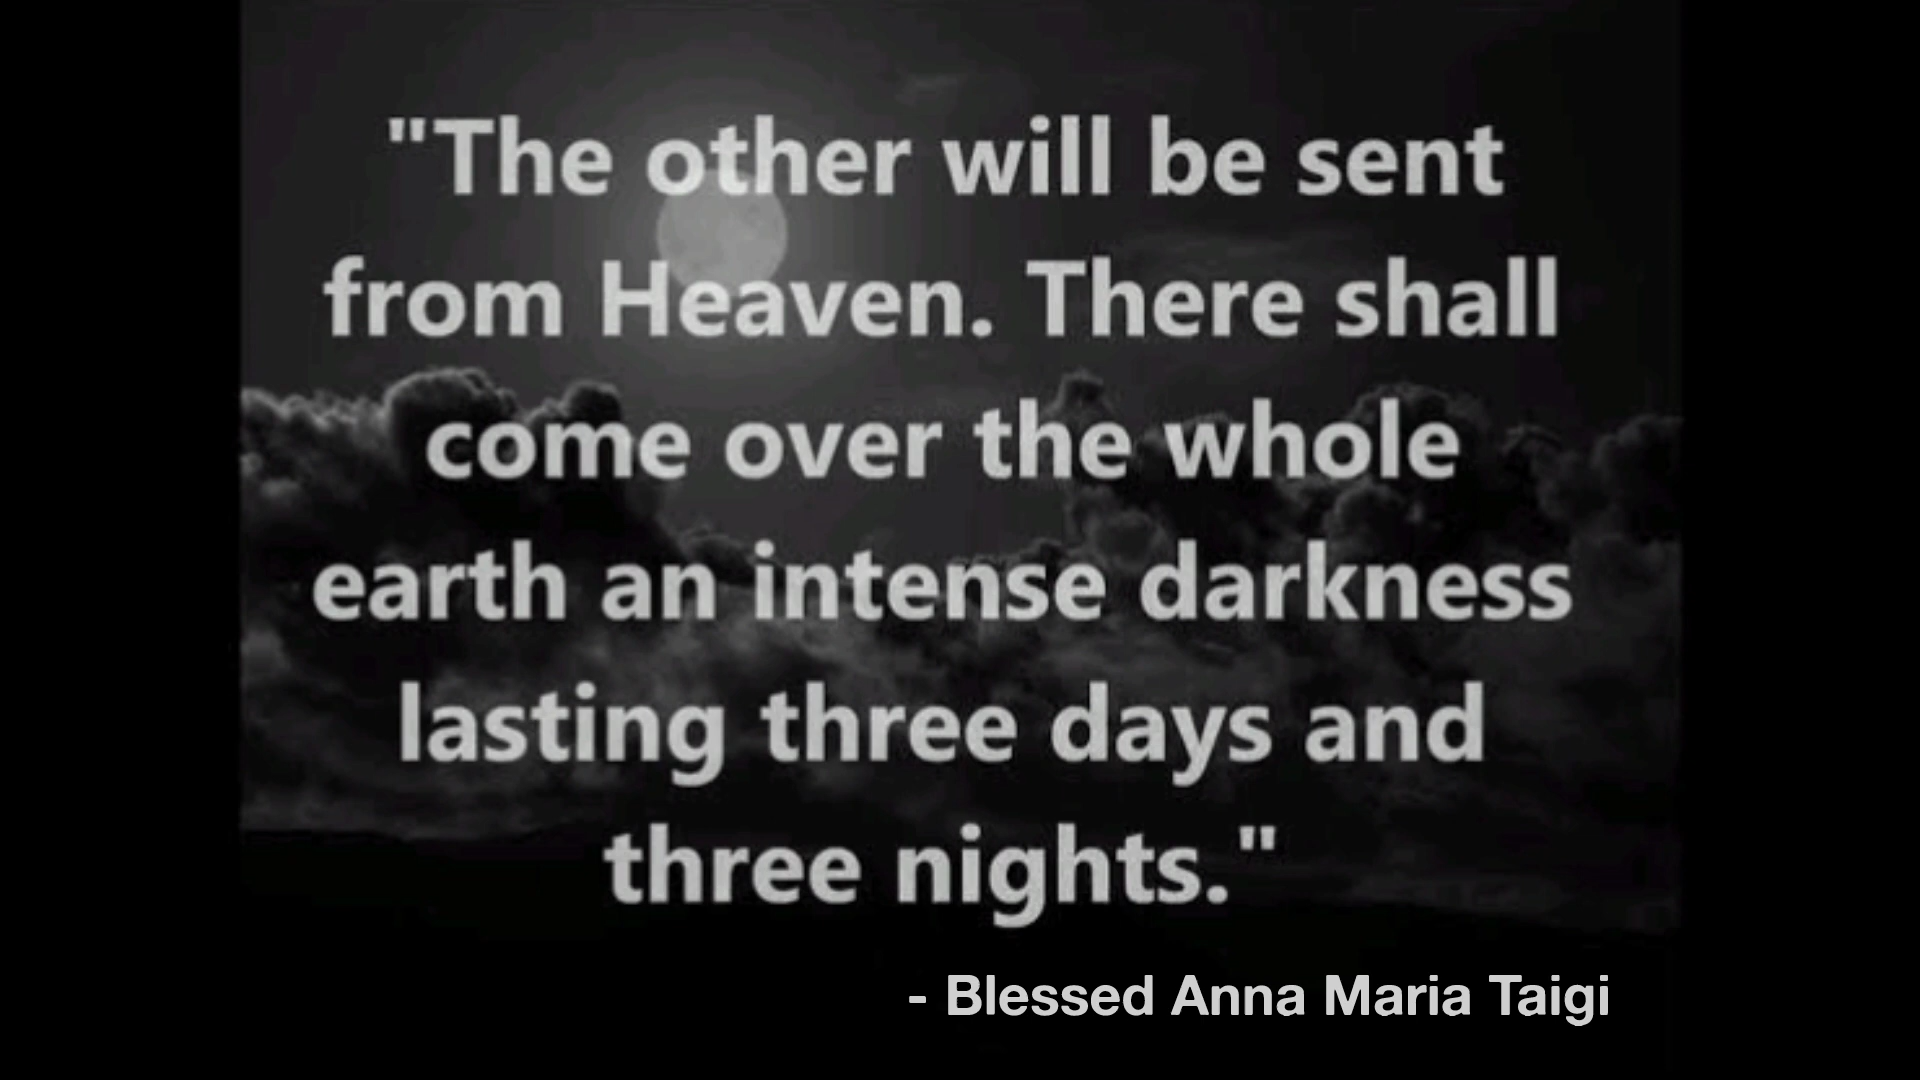 "The other will be sent
from Heaven. There shall
come over the whole
earth an intense darkness
lasting three days and
three nights."
- Blessed Anna Maria Taigi